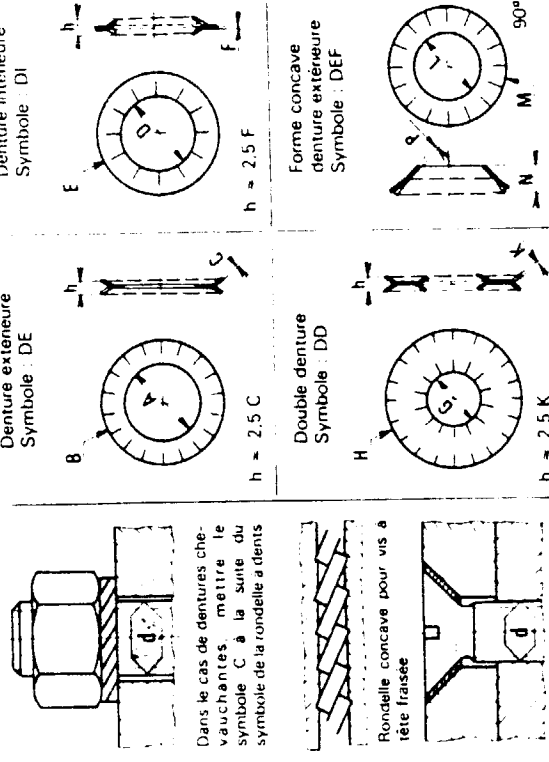 d
Dans le cas de dentures che-
vauchantes mettre le
symbole C à la suite du
symbole de la rondelle a dents
Rondelle concave pour vis à
tête fraisée
d
Denture extérieure
Symbole : DE
B
A
h
C
h = 2.5 C
Denture intérieure
Symbole : DI
E
D
h
F
h = 2.5 F
Double denture
Symbole : DD
H
G
h
K
h = 2.5 K
Forme concave
denture extérieure
Symbole : DEF
P
L
N
M
90°